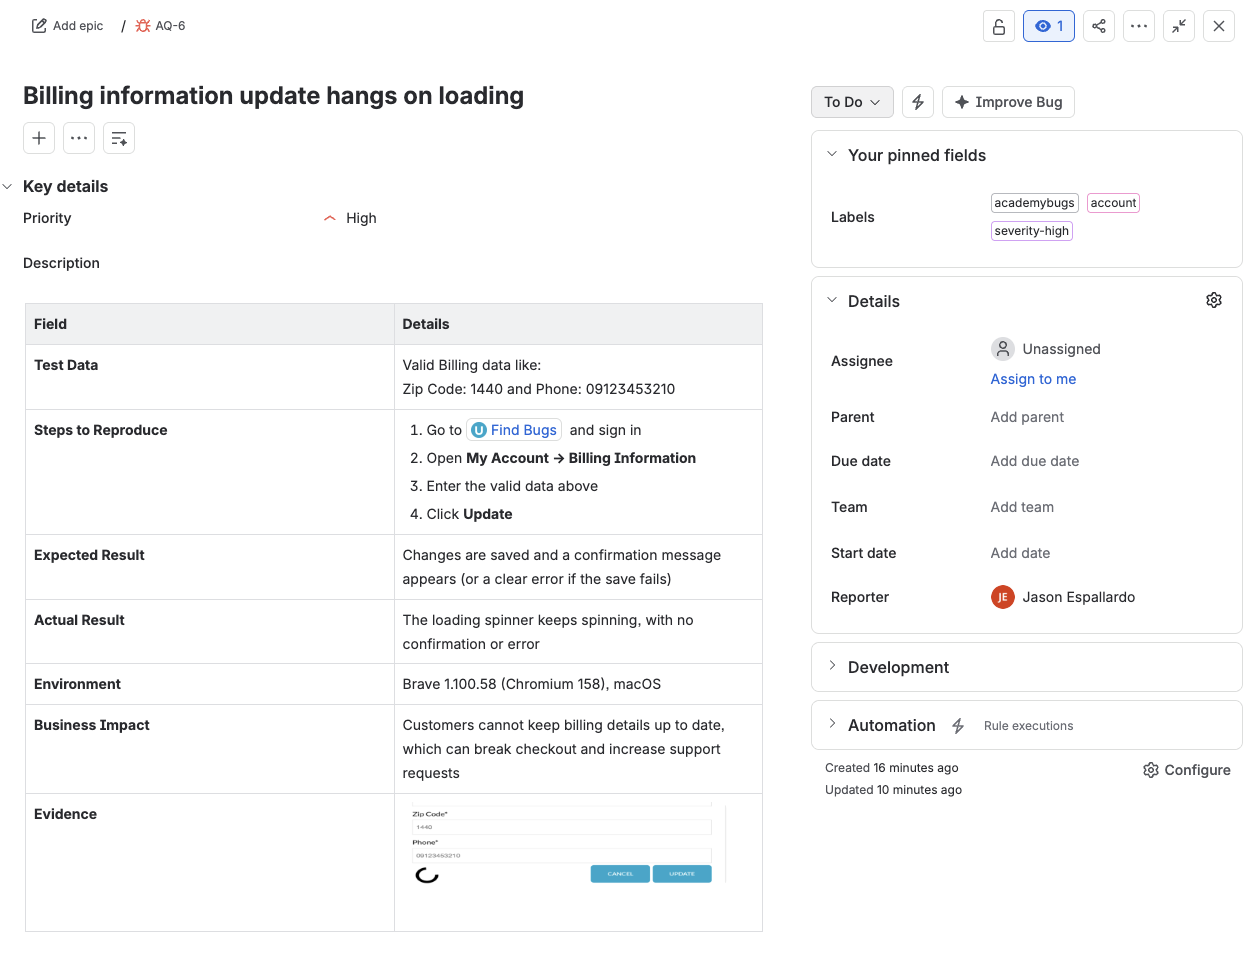 Add epic / AQ-6
1
Billing information update hangs on loading
To Do
Improve Bug
Key details
Priority High
Description
Field Details
Test Data Valid Billing data like:
Zip Code: 1440 and Phone: 09123453210
Steps to Reproduce 1. Go to U Find Bugs and sign in
2. Open My Account → Billing Information
3. Enter the valid data above
4. Click Update
Expected Result Changes are saved and a confirmation message
appears (or a clear error if the save fails)
Actual Result The loading spinner keeps spinning, with no
confirmation or error
Environment Brave 1.100.58 (Chromium 158), macOS
Business Impact Customers cannot keep billing details up to date,
which can break checkout and increase support
requests
Evidence
Zip Code*
1440
Phone*
09123453210
CANCEL UPDATE
Your pinned fields
Labels academybugs account
severity-high
Details
Assignee Unassigned
Assign to me
Parent Add parent
Due date Add due date
Team Add team
Start date Add date
Reporter JE Jason Espallardo
Development
Automation Rule executions
Created 16 minutes ago
Updated 10 minutes ago
Configure